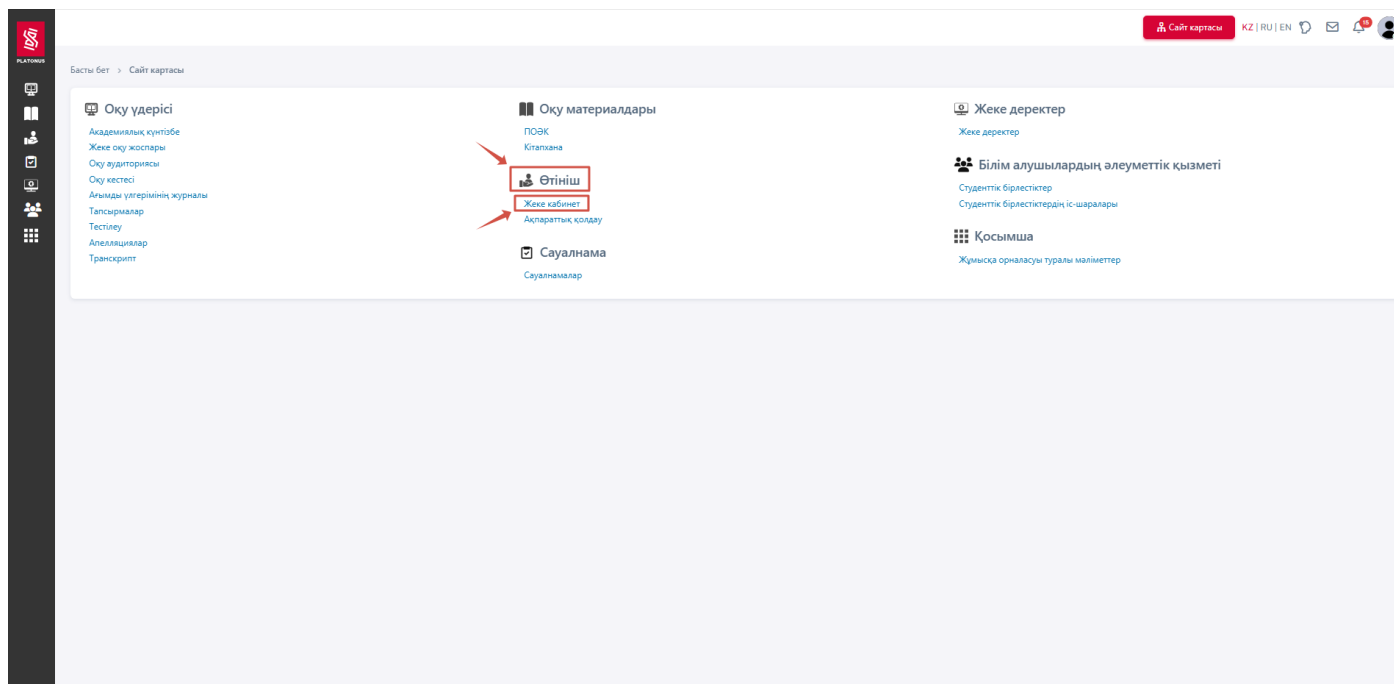 Сайт картасы
KZ | RU | EN
15
PLATONUS
Басты бет > Сайт картасы
Оқу үдерісі
Академиялық күнтізбе
Жеке оқу жоспары
Оқу аудиториясы
Оқу кестесі
Ағымды үлгерімінің журналы
Тапсырмалар
Тестілеу
Апелляциялар
Транскрипт
Оқу материалдары
ПОӘК
Кітапхана
Өтініш
Жеке кабинет
Ақпараттық қолдау
Сауалнама
Сауалнамалар
Жеке деректер
Жеке деректер
Білім алушылардың әлеуметтік қызметі
Студенттік бірлестіктер
Студенттік бірлестіктердің іс-шаралары
Қосымша
Жұмысқа орналасуы туралы мәліметтер